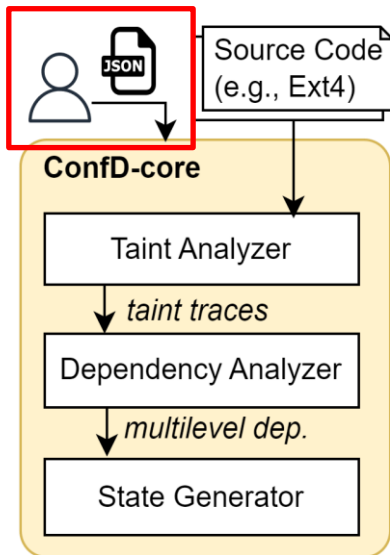 JSON
Source Code
(e.g., Ext4)
ConfD-core
Taint Analyzer
taint traces
Dependency Analyzer
multilevel dep.
State Generator